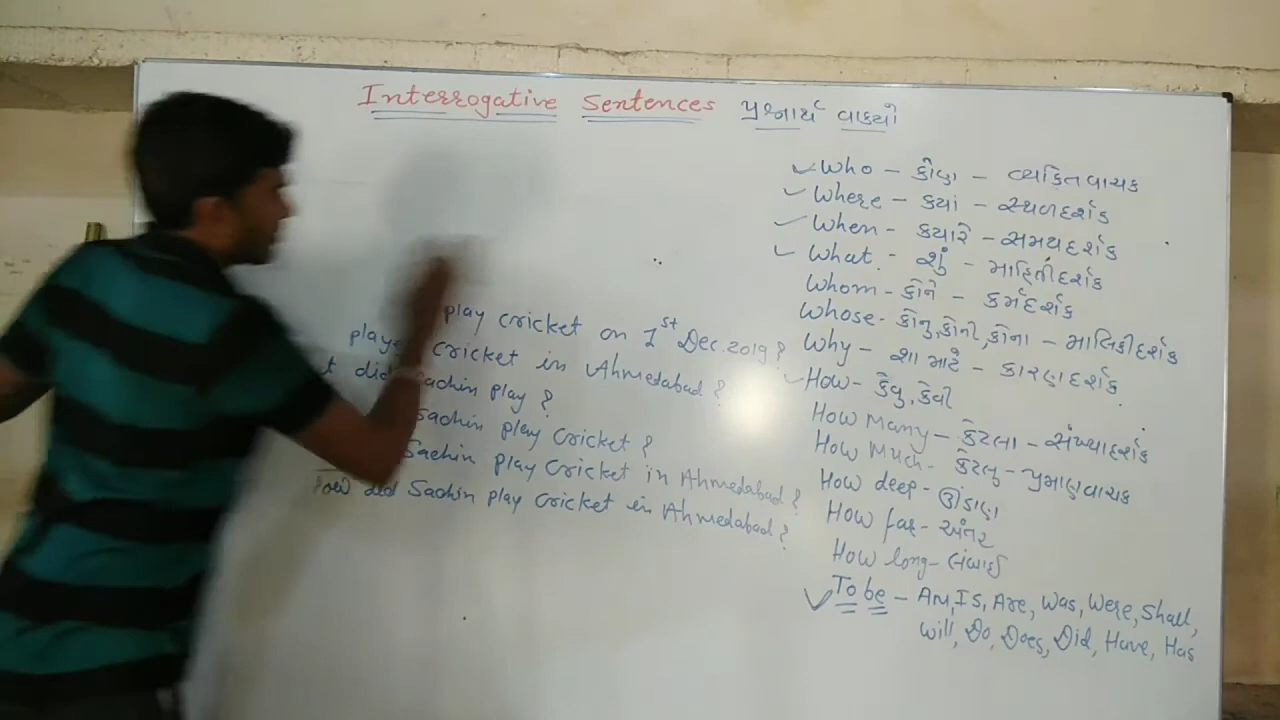 Interrogative Sentences પ્રશ્નાર્થ વાક્યો
play cricket on 1st Dec. 2019 ?
cricket in Ahmedabad ?
did Sachin play ?
Sachin play cricket ?
Sachin play cricket in Ahmedabad ?
did Sachin play cricket in Ahmedabad ?
✓ Who – કોણ – વ્યકિતવાચક
✓ Where – કયાં – સ્થળદર્શક
✓ When – કયારે – સમયદર્શક
✓ What – શું – માહિતીદર્શક
Whom – કોને – કર્મદર્શક
Whose – કોનુ, કોની, કોના – માલિકીદર્શક
Why – શા માટે – કારણદર્શક
✓ How – કેવુ, કેવી
How Many – કેટલા – સંખ્યાદર્શક
How Much – કેટલુ – પ્રમાણવાચક
How deep – ઊંડાણ
How far – અંતર
How long – લંબાઈ
✓ To be – Am, Is, Are, Was, Were, Shall,
Will, Do, Does, Did, Have, Has